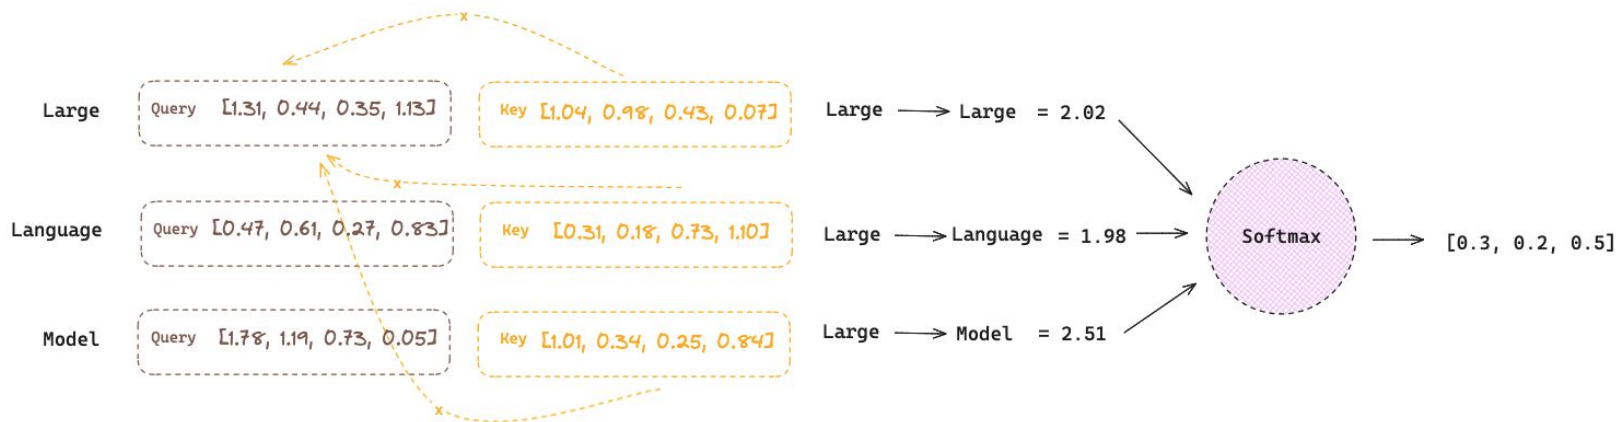 x
Large Query [1.31, 0.44, 0.35, 1.13] Key [1.04, 0.98, 0.43, 0.07] Large Large = 2.02
x
Language Query [0.47, 0.61, 0.27, 0.83] Key [0.31, 0.18, 0.73, 1.10] Large Language = 1.98 Softmax [0.3, 0.2, 0.5]
Model Query [1.78, 1.19, 0.73, 0.05] Key [1.01, 0.34, 0.25, 0.84] Large Model = 2.51
x